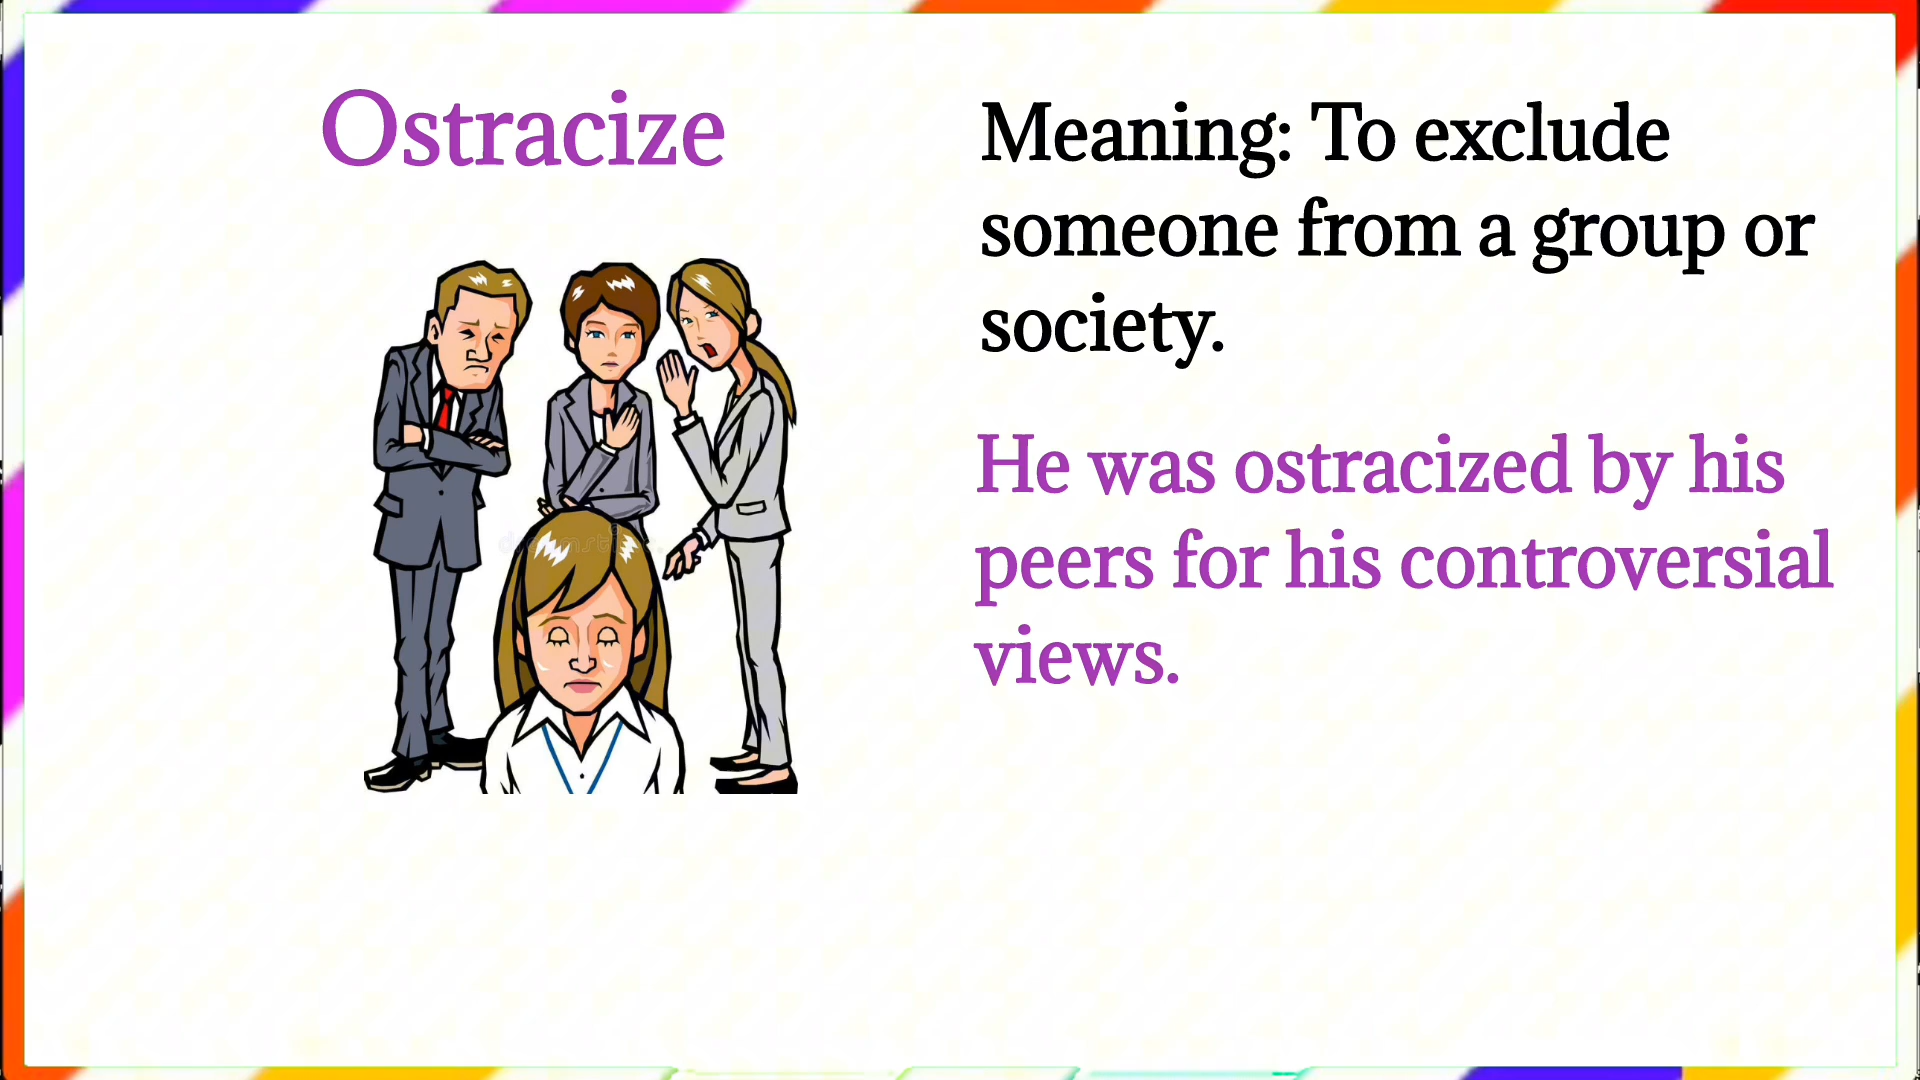 Ostracize
Meaning: To exclude
someone from a group or
society.
He was ostracized by his
peers for his controversial
views.